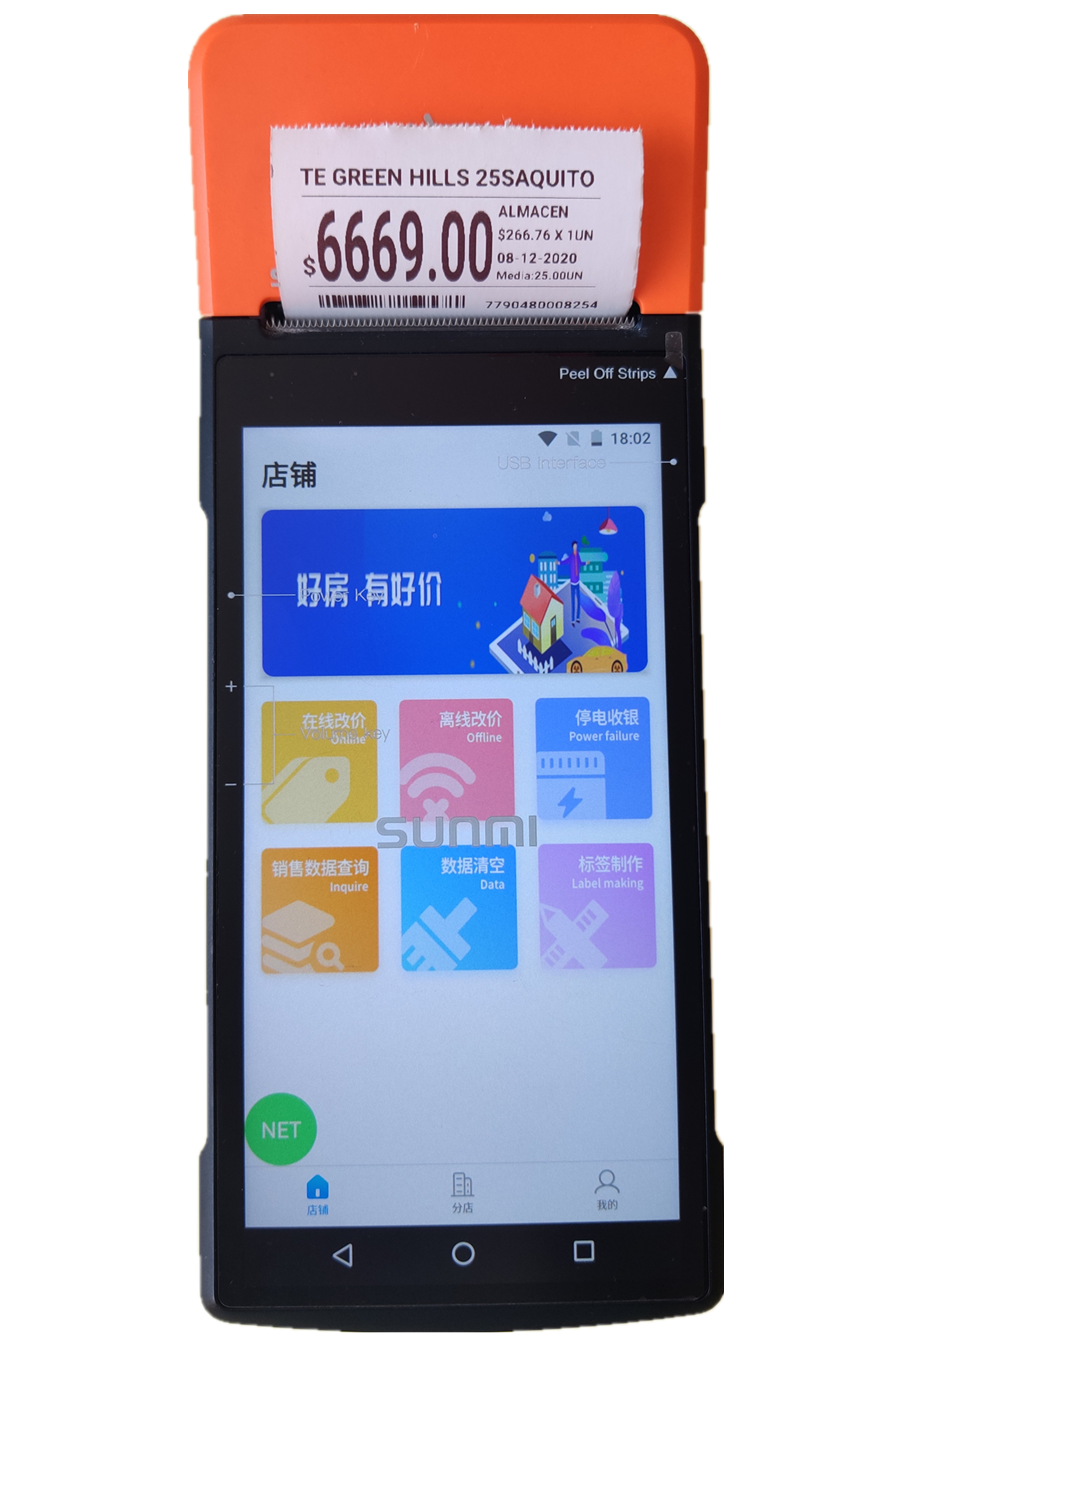 TE GREEN HILLS 25SAQUITO
$6669.00
ALMACEN
$266.76 X 1UN
08-12-2020
Media:25.00UN
7790480008254
Peel Off Strips
18:02
USB Interface
店铺
好房 有好价
Power Key
+
在线改价
Online
离线改价
Offline
停电收银
Power failure
Volume Key
−
SUNMI
销售数据查询
Inquire
数据清空
Data
标签制作
Label making
NET
店铺
分店
我的